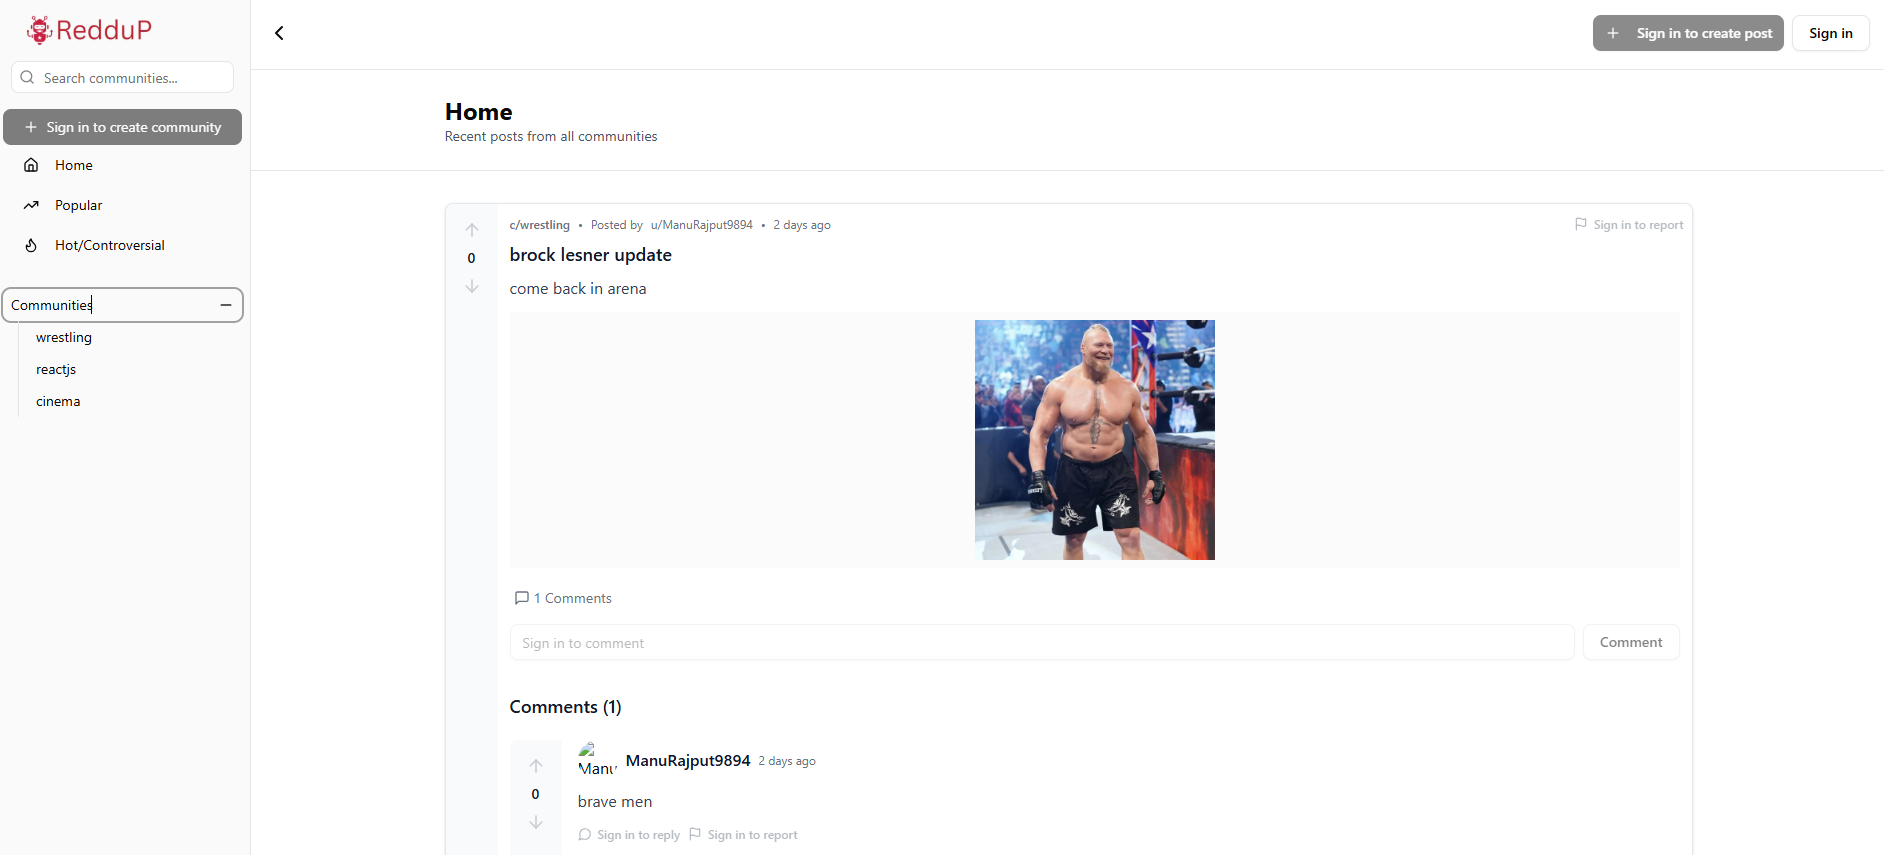 RedduP
Search communities...
Sign in to create community
Home
Popular
Hot/Controversial
Communities
wrestling
reactjs
cinema
Sign in to create post
Sign in
Home
Recent posts from all communities
c/wrestling • Posted by u/ManuRajput9894 • 2 days ago
Sign in to report
0
brock lesner update
come back in arena
1 Comments
Sign in to comment
Comment
Comments (1)
0
Manu
ManuRajput9894 2 days ago
brave men
Sign in to reply
Sign in to report